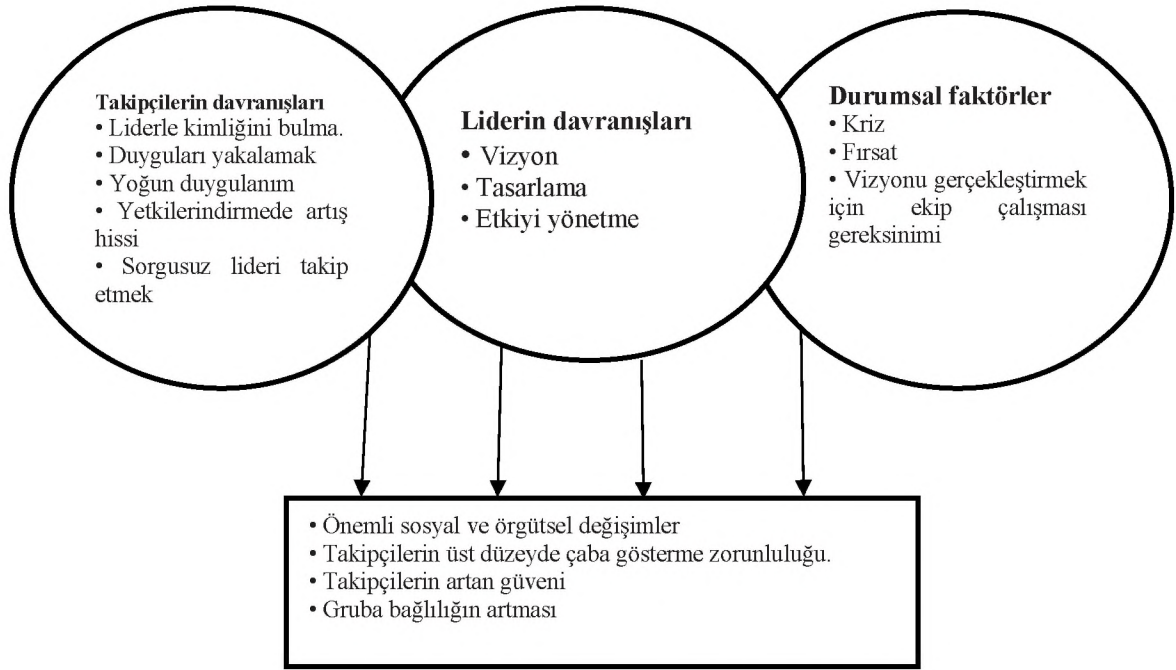 Takipçilerin davranışları
• Liderle kimliğini bulma.
• Duyguları yakalamak
• Yoğun duygulanım
• Yetkilerindirmede artış
hissi
• Sorgusuz lideri takip
etmek
Liderin davranışları
• Vizyon
• Tasarlama
• Etkiyi yönetme
Durumsal faktörler
• Kriz
• Fırsat
• Vizyonu gerçekleştirmek
için ekip çalışması
gereksinimi
• Önemli sosyal ve örgütsel değişimler
• Takipçilerin üst düzeyde çaba gösterme zorunluluğu.
• Takipçilerin artan güveni
• Gruba bağlılığın artması